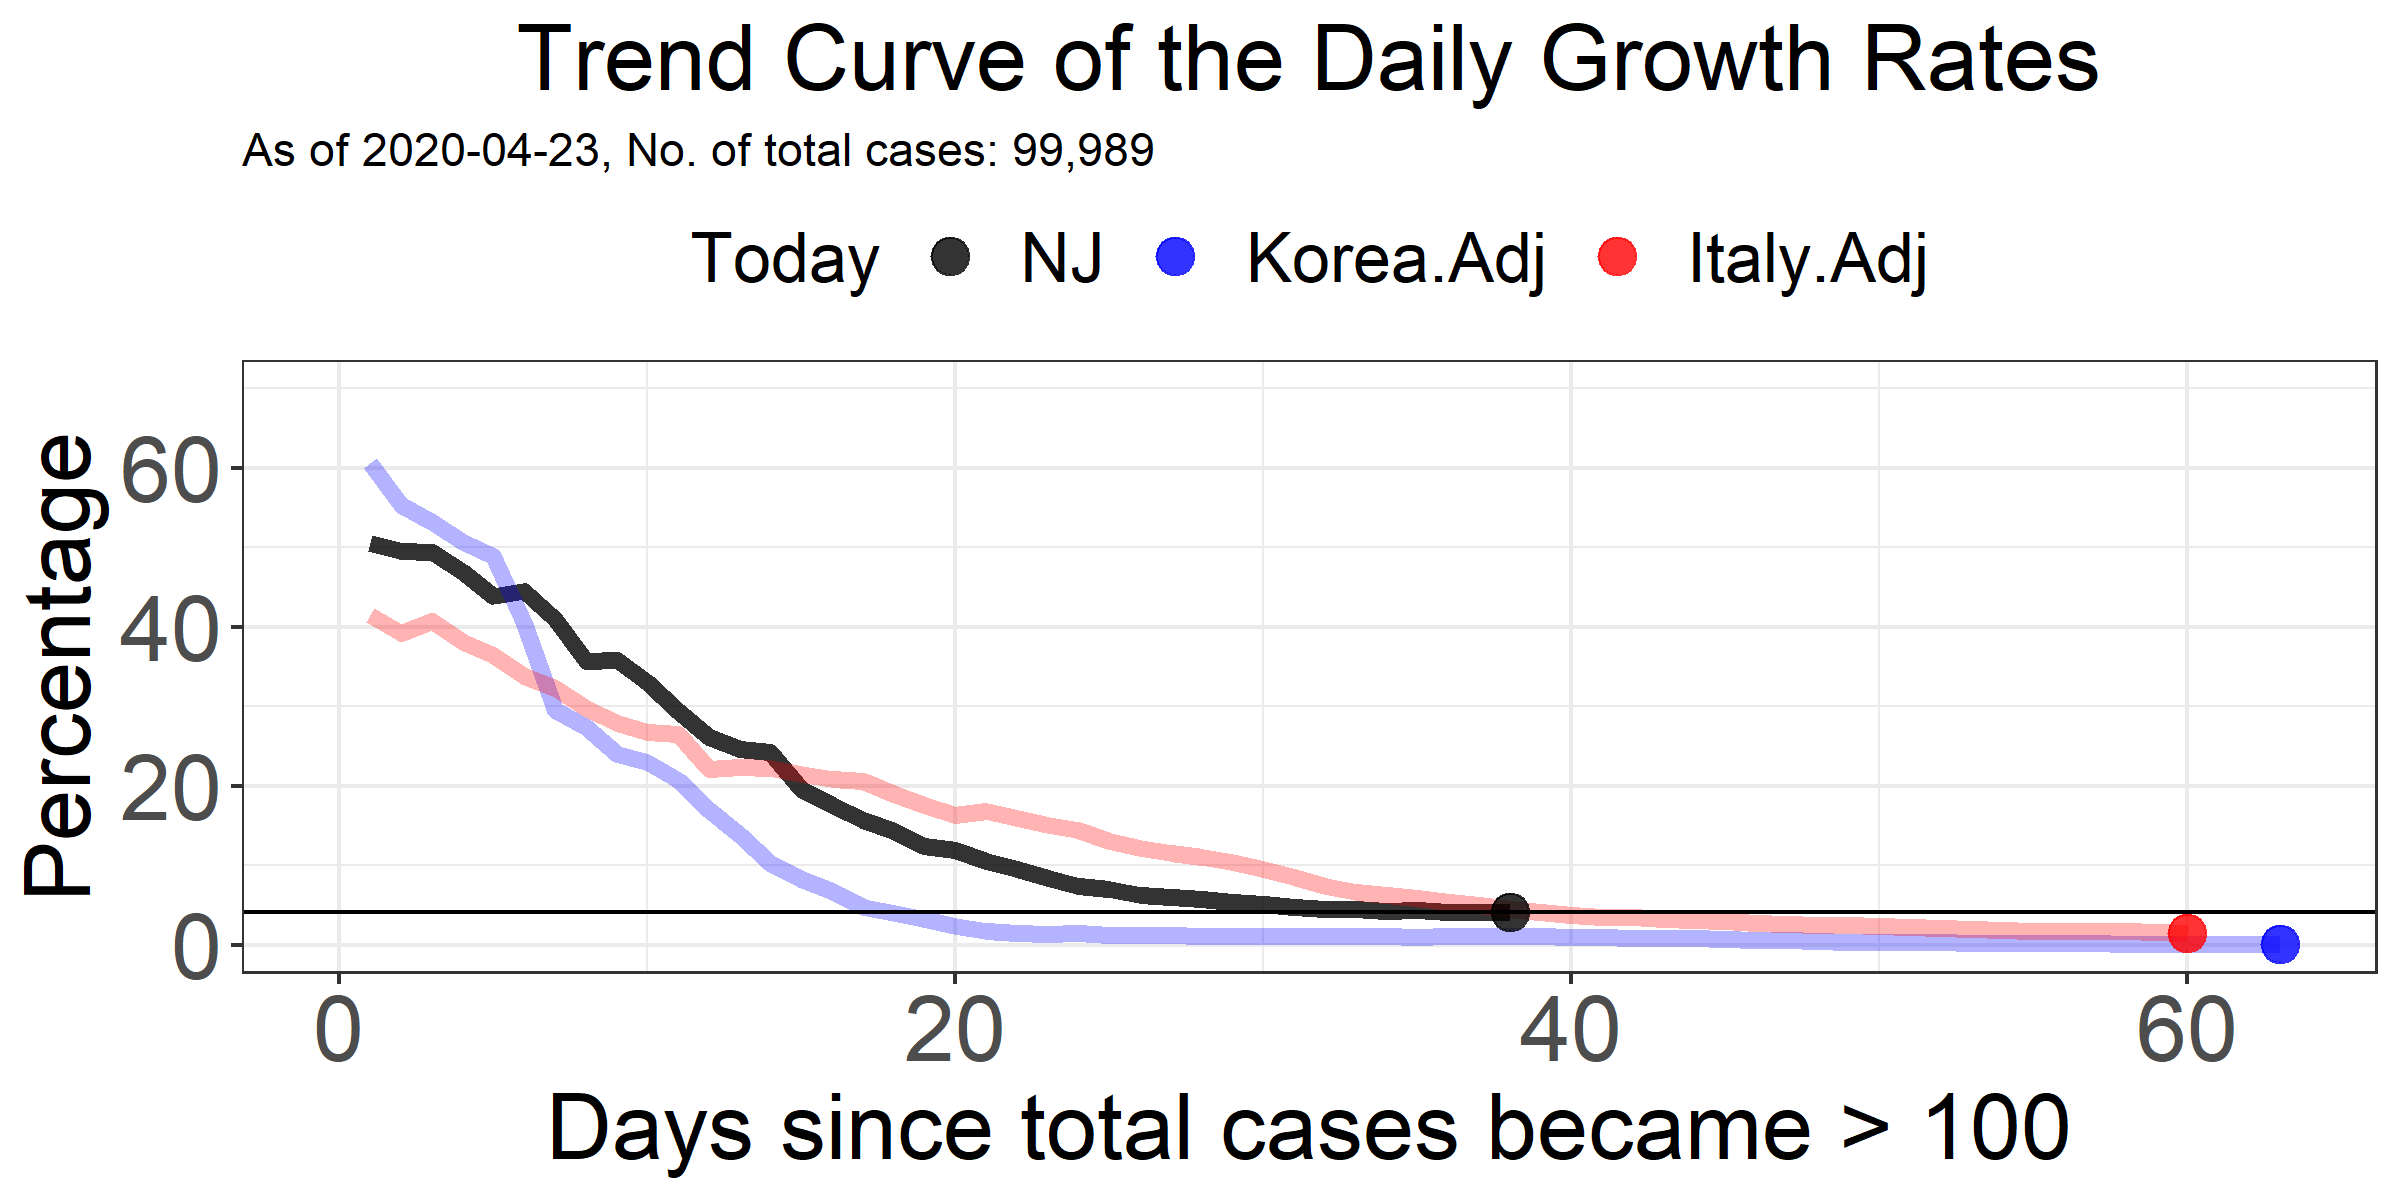 Trend Curve of the Daily Growth Rates
As of 2020-04-23, No. of total cases: 99,989
Today NJ Korea.Adj Italy.Adj
Percentage
60
40
20
0
0 20 40 60
Days since total cases became > 100